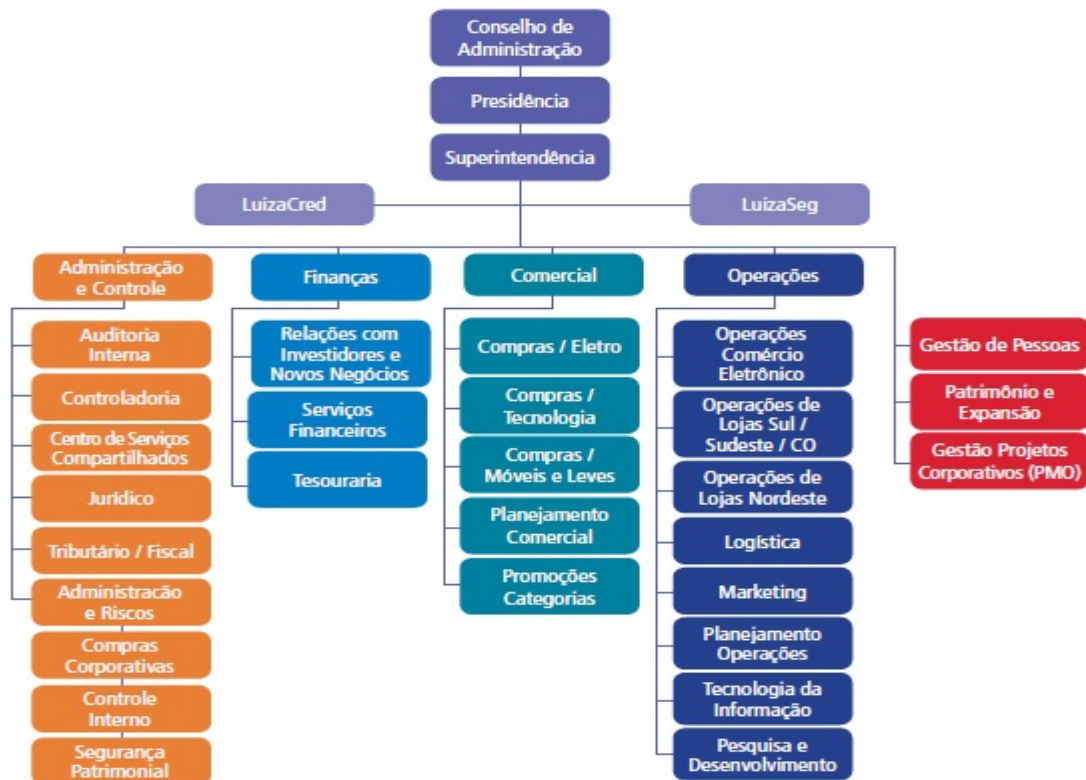 Conselho de
Administração
Presidência
Superintendência
LuizaCred
LuizaSeg
Administração
e Controle
Auditoria
Interna
Controladoria
Centro de Serviços
Compartilhados
Jurídico
Tributário / Fiscal
Administracão
e Riscos
Compras
Corporativas
Controle
Interno
Segurança
Patrimonial
Finanças
Relações com
Investidores e
Novos Negócios
Serviços
Financeiros
Tesouraria
Comercial
Compras / Eletro
Compras /
Tecnologia
Compras /
Móveis e Leves
Planejamento
Comercial
Promoções
Categorias
Operações
Operações
Comércio
Eletrônico
Operações de
Lojas Sul /
Sudeste / CO
Operações de
Lojas Nordeste
Logística
Marketing
Planejamento
Operações
Tecnologia da
Informação
Pesquisa e
Desenvolvimento
Gestão de Pessoas
Patrimônio e
Expansão
Gestão Projetos
Corporativos (PMO)